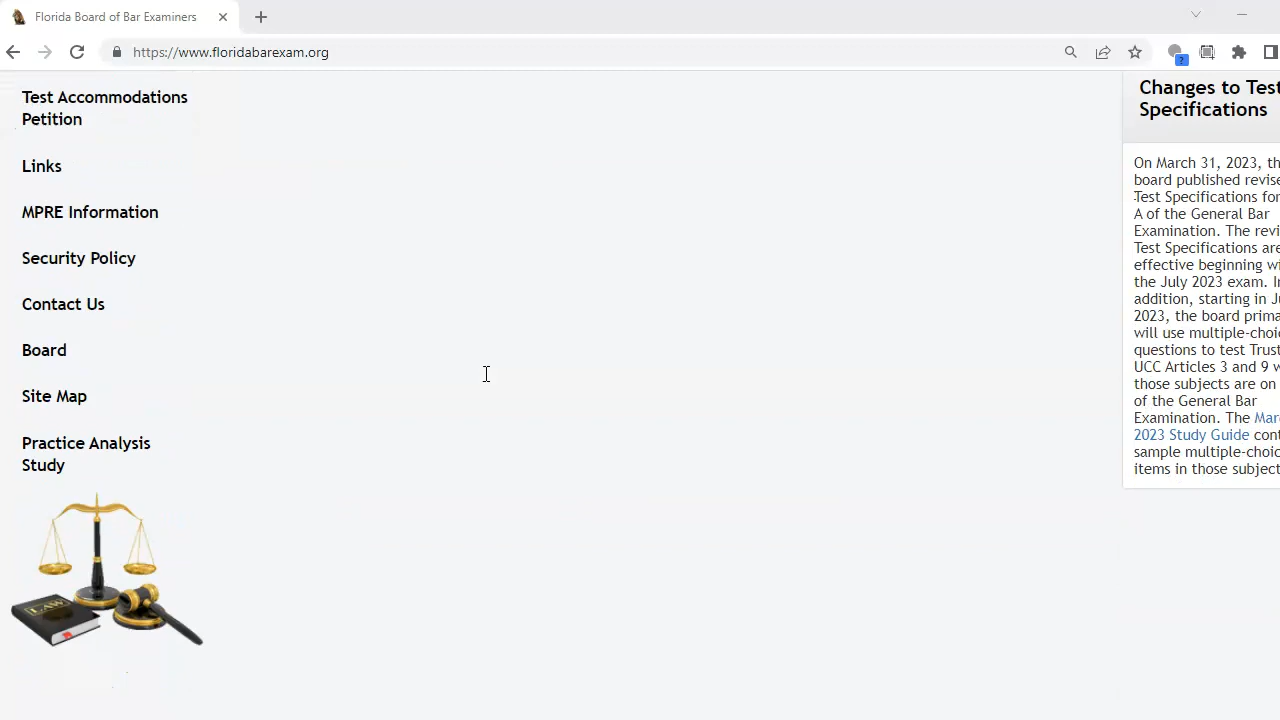 Florida Board of Bar Examiners
https://www.floridabarexam.org
Test Accommodations
Petition
Links
MPRE Information
Security Policy
Contact Us
Board
Site Map
Practice Analysis
Study
LAW
Changes to Test
Specifications
On March 31, 2023, th
board published revise
Test Specifications for
A of the General Bar
Examination. The revi
Test Specifications are
effective beginning wi
the July 2023 exam. In
addition, starting in Ju
2023, the board prima
will use multiple-choic
questions to test Trust
UCC Articles 3 and 9 w
those subjects are on
of the General Bar
Examination. The Marc
2023 Study Guide cont
sample multiple-choic
items in those subject